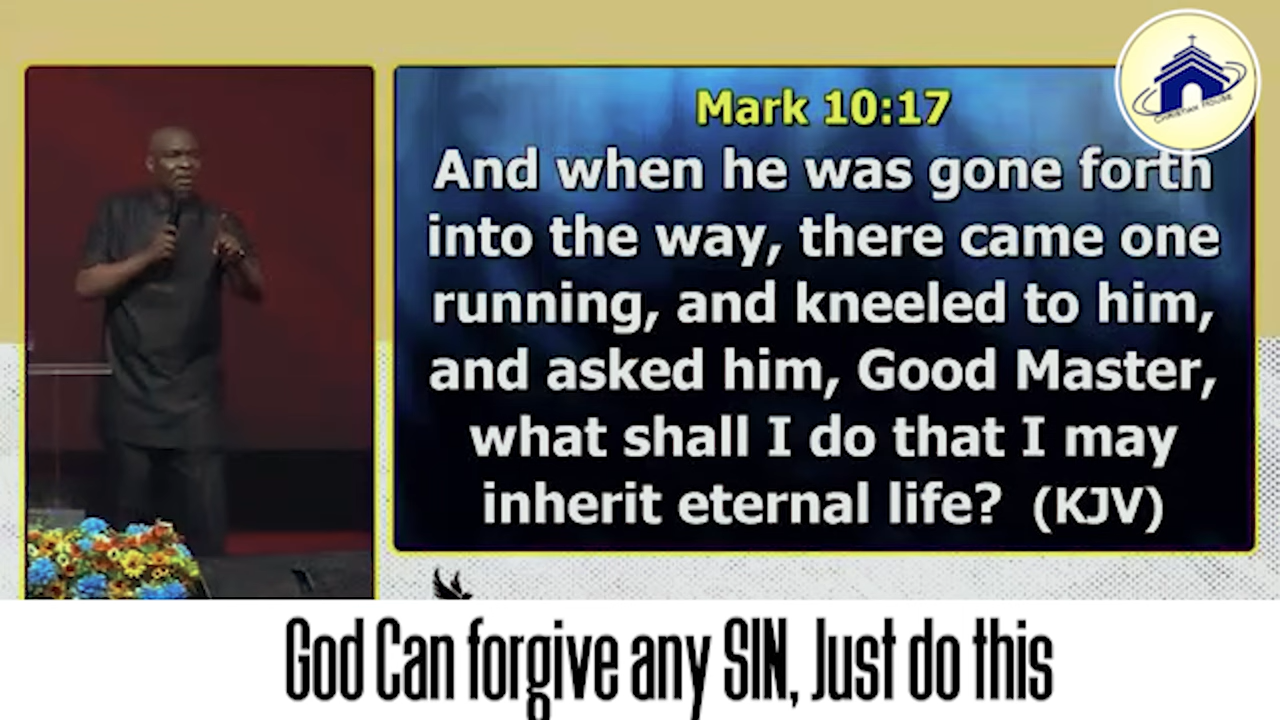 CHRISTIAN HOUSE
Mark 10:17
And when he was gone forth
into the way, there came one
running, and kneeled to him,
and asked him, Good Master,
what shall I do that I may
inherit eternal life? (KJV)
God Can forgive any SIN, Just do this